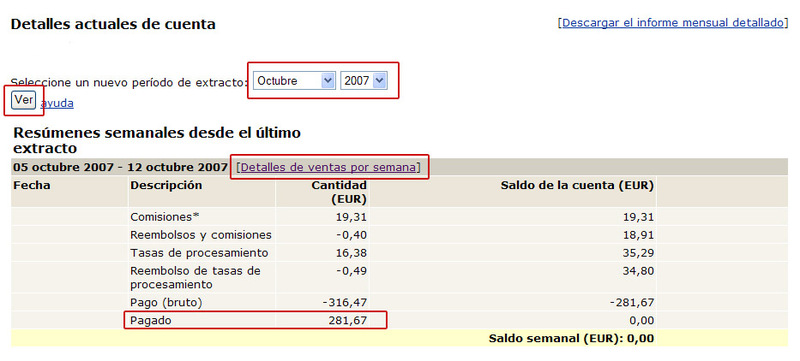 Detalles actuales de cuenta
[Descargar el informe mensual detallado]
Seleccione un nuevo período de extracto: Octubre 2007
Ver ayuda
Resúmenes semanales desde el último
extracto
05 octubre 2007 - 12 octubre 2007 [Detalles de ventas por semana]
Fecha Descripción Cantidad (EUR) Saldo de la cuenta (EUR)
Comisiones* 19,31 19,31
Reembolsos y comisiones -0,40 18,91
Tasas de procesamiento 16,38 35,29
Reembolso de tasas de procesamiento -0,49 34,80
Pago (bruto) -316,47 -281,67
Pagado 281,67 0,00
Saldo semanal (EUR): 0,00